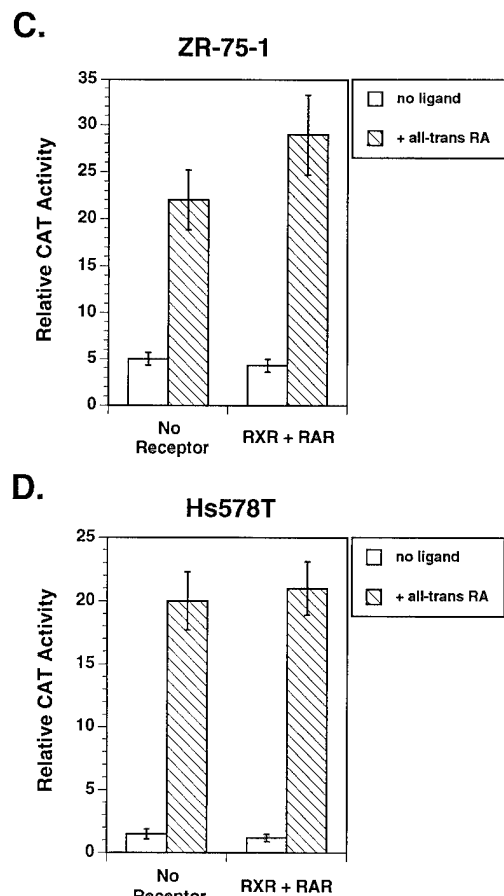 C.
ZR-75-1
Relative CAT Activity
35
30
25
20
15
10
5
0
no ligand
+ all-trans RA
No
Receptor
RXR + RAR
D.
Hs578T
Relative CAT Activity
25
20
15
10
5
0
no ligand
+ all-trans RA
No
Receptor
RXR + RAR